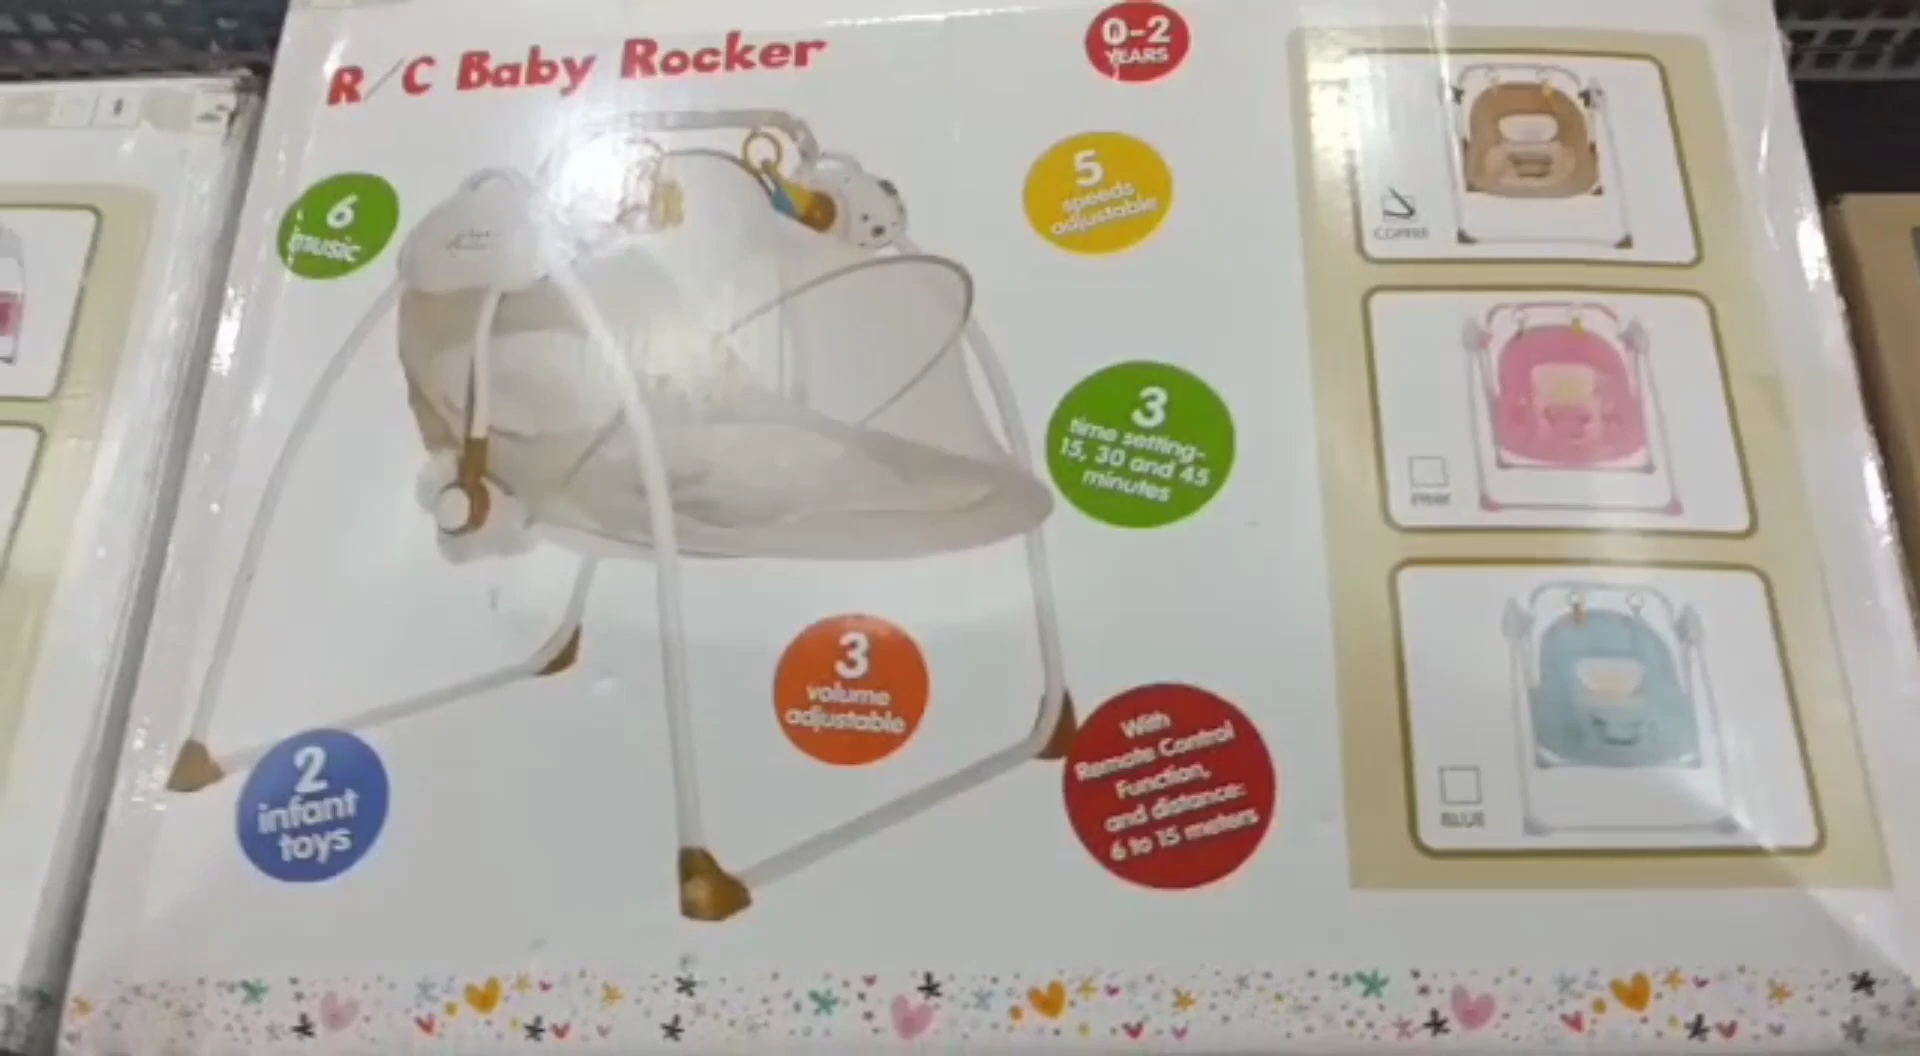 R/C Baby Rocker
0-2
YEARS
6
music
5
speeds
adjustable
3
time setting-
15, 30 and 45
minutes
3
volume
adjustable
2
infant
toys
With
Remote Control
Function,
and distance:
6 to 15 meters
COFFEE
PINK
BLUE